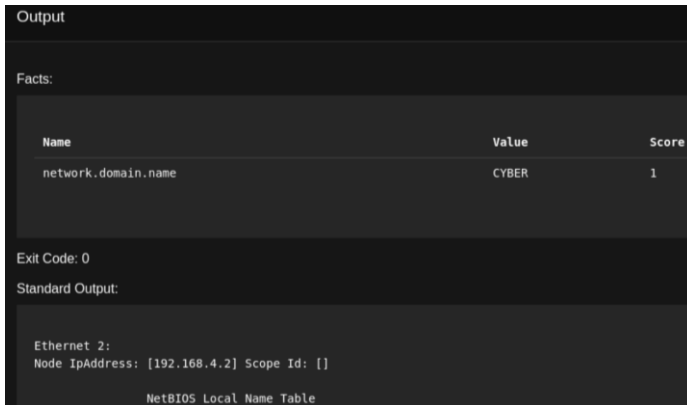 Output
Facts:
Name Value Score
network.domain.name CYBER 1
Exit Code: 0
Standard Output:
Ethernet 2:
Node IpAddress: [192.168.4.2] Scope Id: []
NetBIOS Local Name Table